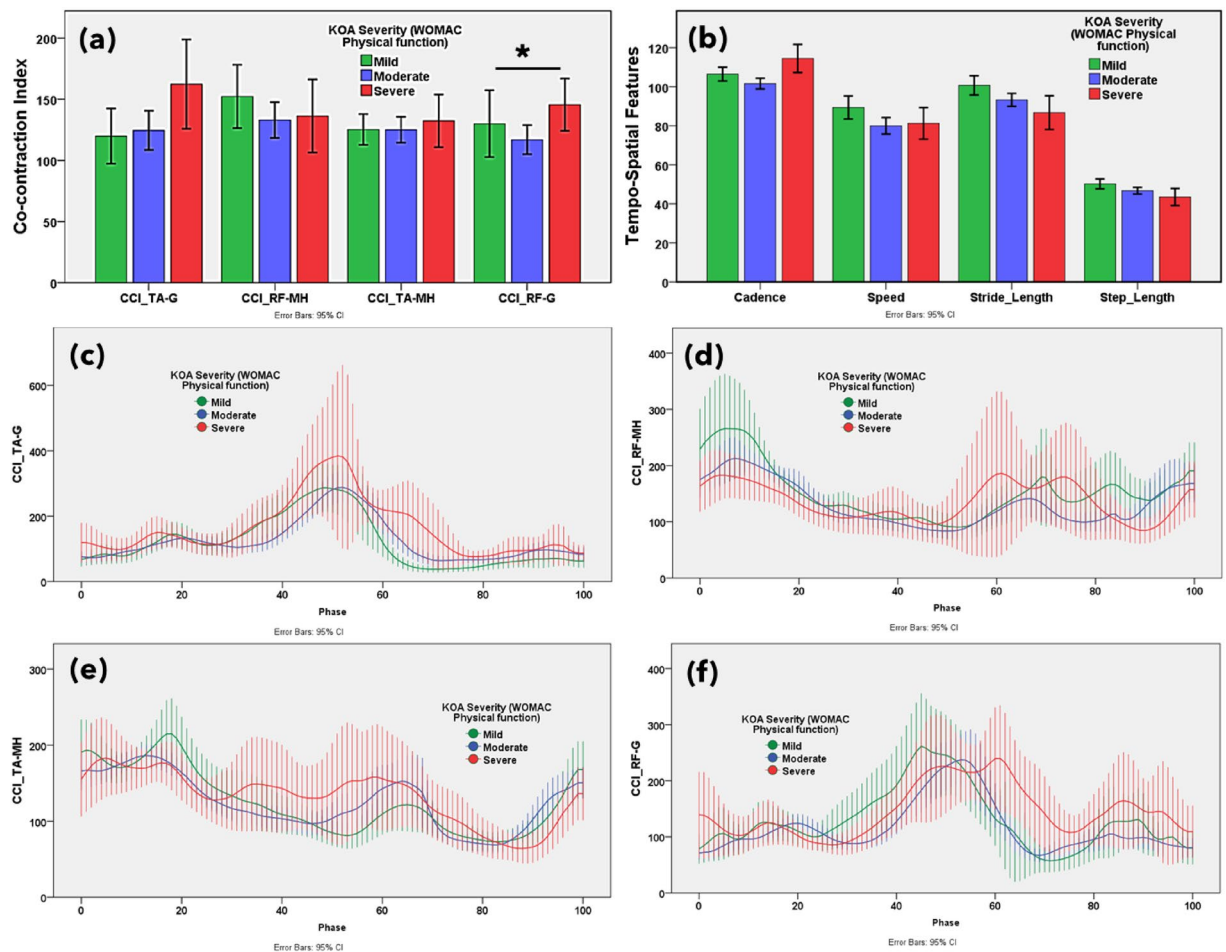 (a)
KOA Severity (WOMAC
Physical function)
Mild
Moderate
Severe
*
Co-contraction Index
200
150
100
50
0
CCI_TA-G CCI_RF-MH CCI_TA-MH CCI_RF-G
Error Bars: 95% CI
(b)
KOA Severity
(WOMAC Physical
function)
Mild
Moderate
Severe
Tempo-Spatial Features
120
100
80
60
40
20
0
Cadence Speed Stride_Length Step_Length
Error Bars: 95% CI
(c)
KOA Severity (WOMAC
Physical function)
Mild
Moderate
Severe
CCI_TA-G
600
400
200
0
0 20 40 60 80 100
Phase
Error Bars: 95% CI
(d)
KOA Severity (WOMAC
Physical function)
Mild
Moderate
Severe
CCI_RF-MH
400
300
200
100
0
0 20 40 60 80 100
Phase
Error Bars: 95% CI
(e)
KOA Severity (WOMAC
Physical function)
Mild
Moderate
Severe
CCI_TA-MH
300
200
100
0
0 20 40 60 80 100
Phase
Error Bars: 95% CI
(f)
KOA Severity (WOMAC
Physical function)
Mild
Moderate
Severe
CCI_RF-G
400
300
200
100
0
0 20 40 60 80 100
Phase
Error Bars: 95% CI